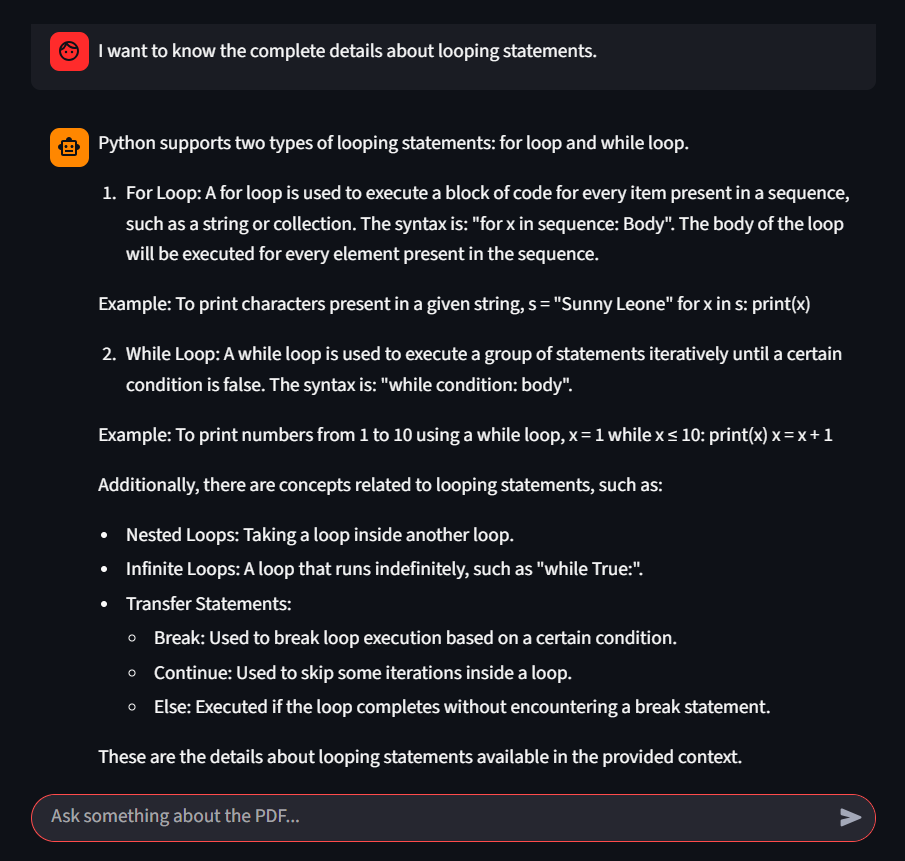 I want to know the complete details about looping statements.
Python supports two types of looping statements: for loop and while loop.
1. For Loop: A for loop is used to execute a block of code for every item present in a sequence,
such as a string or collection. The syntax is: "for x in sequence: Body". The body of the loop
will be executed for every element present in the sequence.
Example: To print characters present in a given string, s = "Sunny Leone" for x in s: print(x)
2. While Loop: A while loop is used to execute a group of statements iteratively until a certain
condition is false. The syntax is: "while condition: body".
Example: To print numbers from 1 to 10 using a while loop, x = 1 while x ≤ 10: print(x) x = x + 1
Additionally, there are concepts related to looping statements, such as:
• Nested Loops: Taking a loop inside another loop.
• Infinite Loops: A loop that runs indefinitely, such as "while True:".
• Transfer Statements:
◦ Break: Used to break loop execution based on a certain condition.
◦ Continue: Used to skip some iterations inside a loop.
◦ Else: Executed if the loop completes without encountering a break statement.
These are the details about looping statements available in the provided context.
Ask something about the PDF...